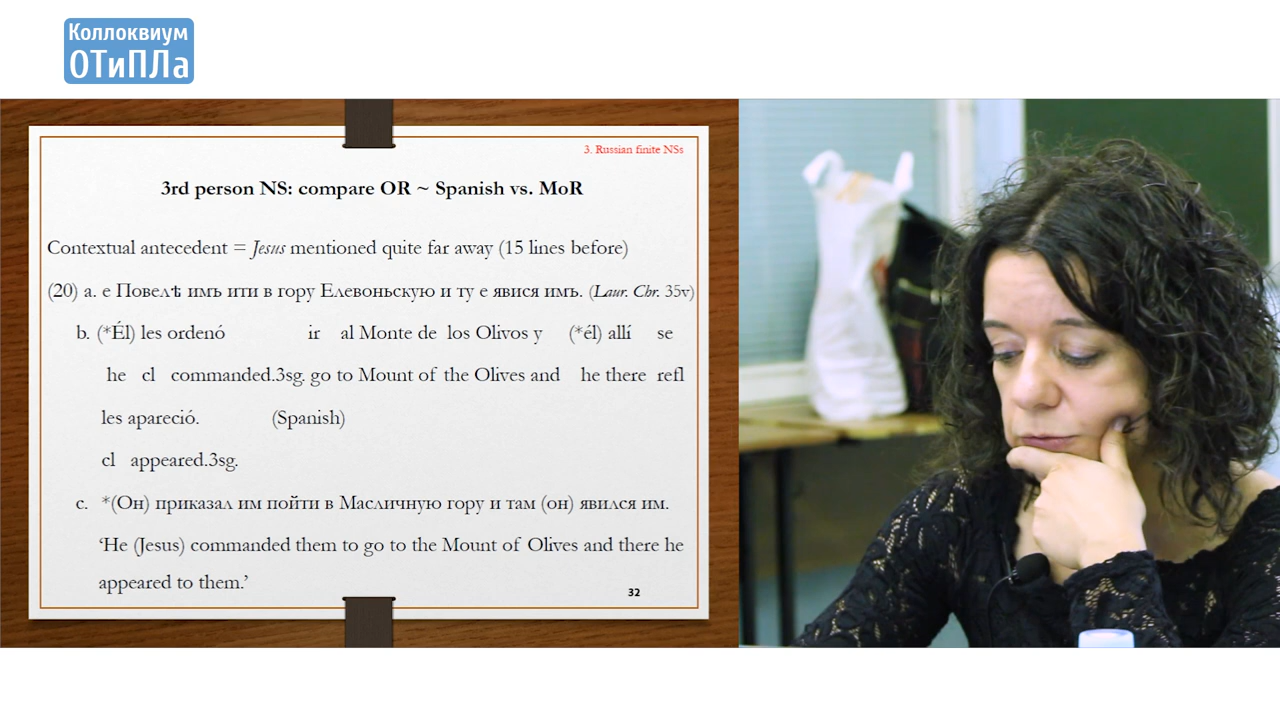 Коллоквиум
ОТиПЛа
3. Russian finite NSs
3rd person NS: compare OR ~ Spanish vs. MoR
Contextual antecedent = Jesus mentioned quite far away (15 lines before)
(20) a. е Повелѣ имъ ити в гору Елевоньскую и ту е явися имъ. (Laur. Chr. 35v)
b. (*Él) les ordenó ir al Monte de los Olivos y (*él) allí se
he cl commanded.3sg. go to Mount of the Olives and he there refl
les apareció. (Spanish)
cl appeared.3sg.
c. *(Он) приказал им пойти в Масличную гору и там (он) явился им.
‘He (Jesus) commanded them to go to the Mount of Olives and there he
appeared to them.’
32